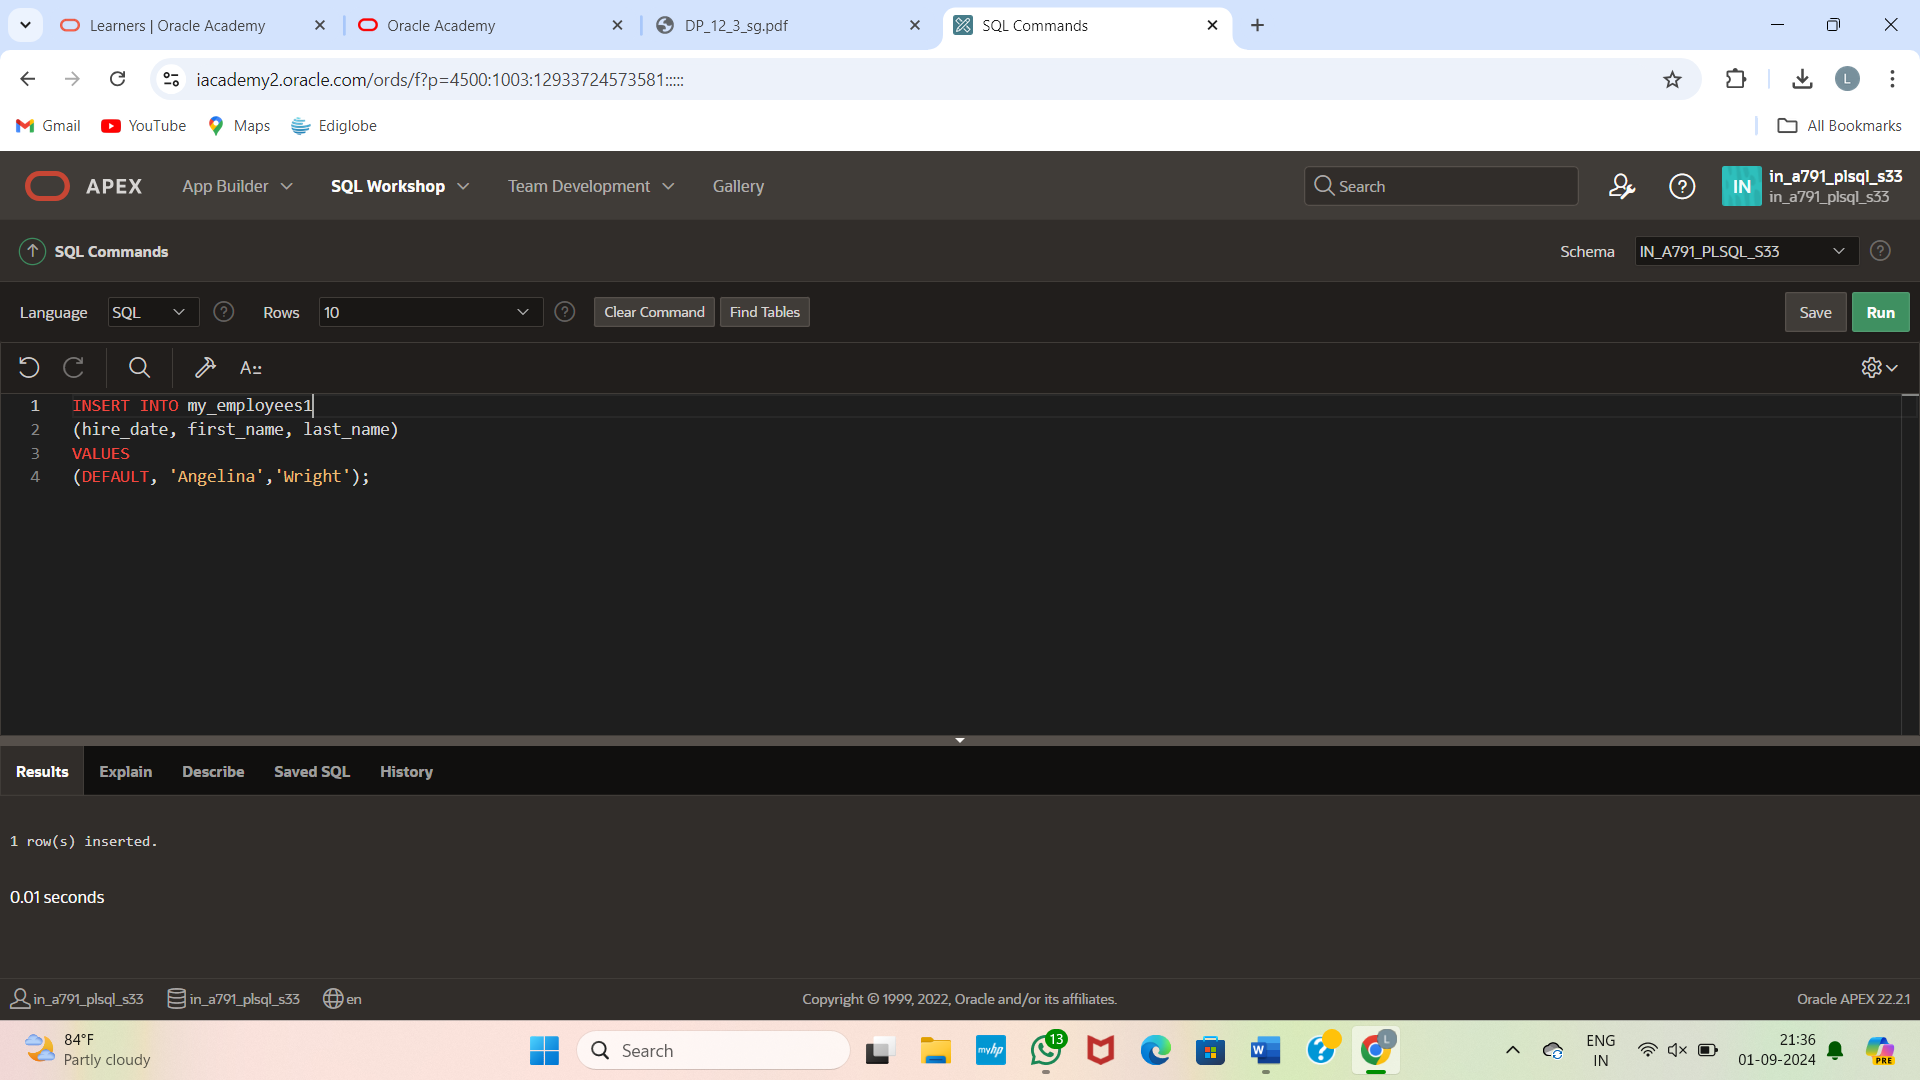 Learners | Oracle Academy
Oracle Academy
DP_12_3_sg.pdf
SQL Commands
iacademy2.oracle.com/ords/f?p=4500:1003:12933724573581:::::
L
Gmail
YouTube
Maps
Ediglobe
All Bookmarks
APEX
App Builder
SQL Workshop
Team Development
Gallery
Search
IN
in_a791_plsql_s33
in_a791_plsql_s33
SQL Commands
Schema
IN_A791_PLSQL_S33
Language
SQL
Rows
10
Clear Command
Find Tables
Save
Run
A::
1 INSERT INTO my_employees1
2 (hire_date, first_name, last_name)
3 VALUES
4 (DEFAULT, 'Angelina','Wright');
Results
Explain
Describe
Saved SQL
History
1 row(s) inserted.
0.01 seconds
in_a791_plsql_s33
in_a791_plsql_s33
en
Copyright © 1999, 2022, Oracle and/or its affiliates.
Oracle APEX 22.2.1
84°F
Partly cloudy
Search
myhp
13
W
L
ENG
IN
21:36
01-09-2024
PRE